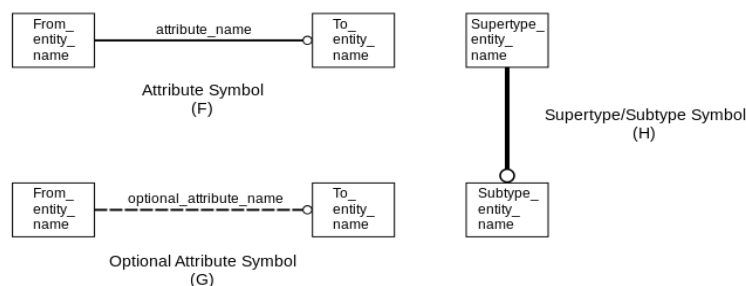 From_
entity_
name
attribute_name
To_
entity_
name
Attribute Symbol
(F)
Supertype_
entity_
name
Supertype/Subtype Symbol
(H)
From_
entity_
name
optional_attribute_name
To_
entity_
name
Optional Attribute Symbol
(G)
Subtype_
entity_
name